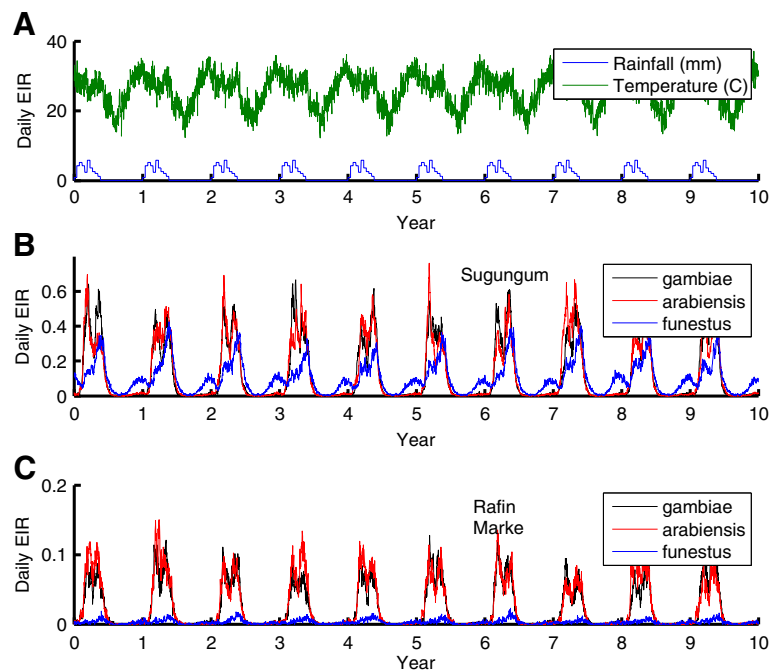 A
40
20
0
Daily EIR
Rainfall (mm)
Temperature (C)
0 1 2 3 4 5 6 7 8 9 10
Year
B
0.6
0.4
0.2
0
Daily EIR
Sugungum
gambiae
arabiensis
funestus
0 1 2 3 4 5 6 7 8 9 10
Year
C
0.2
0.1
0
Daily EIR
Rafin
Marke
gambiae
arabiensis
funestus
0 1 2 3 4 5 6 7 8 9 10
Year